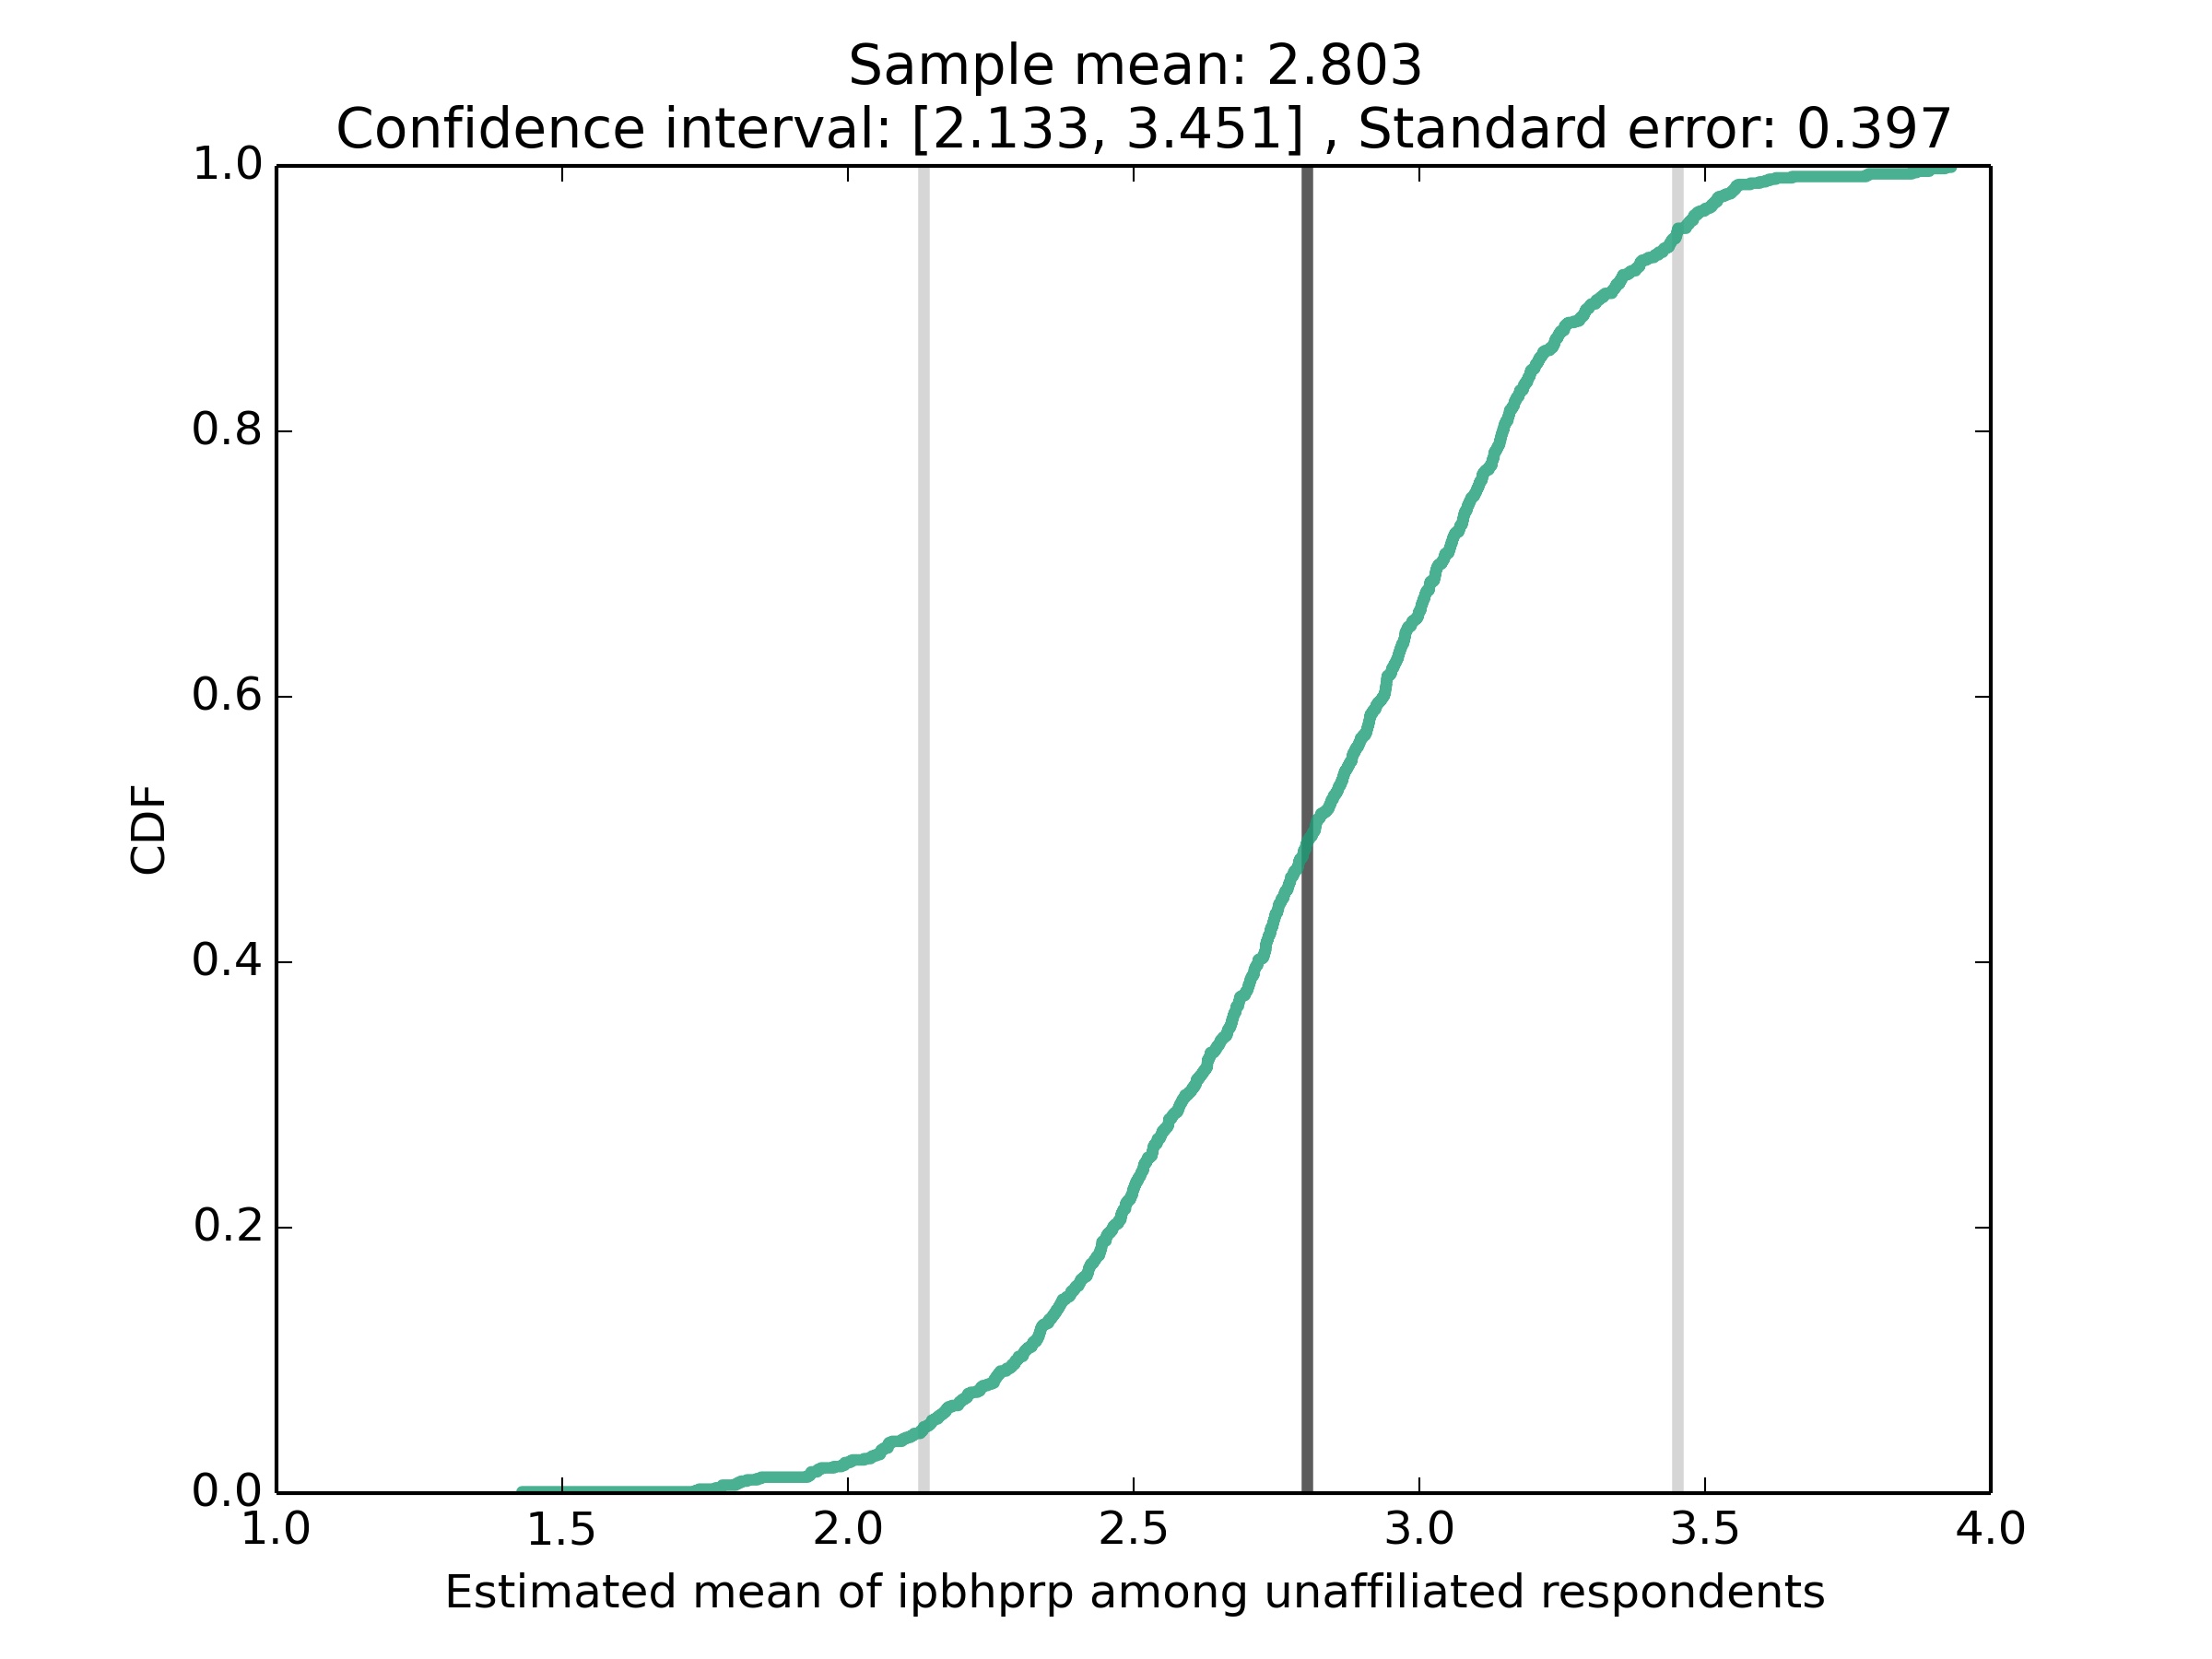 Sample mean: 2.803
Confidence interval: [2.133, 3.451] , Standard error: 0.397
1.0
0.8
0.6
0.4
0.2
0.0
CDF
1.0 1.5 2.0 2.5 3.0 3.5 4.0
Estimated mean of ipbhprp among unaffiliated respondents